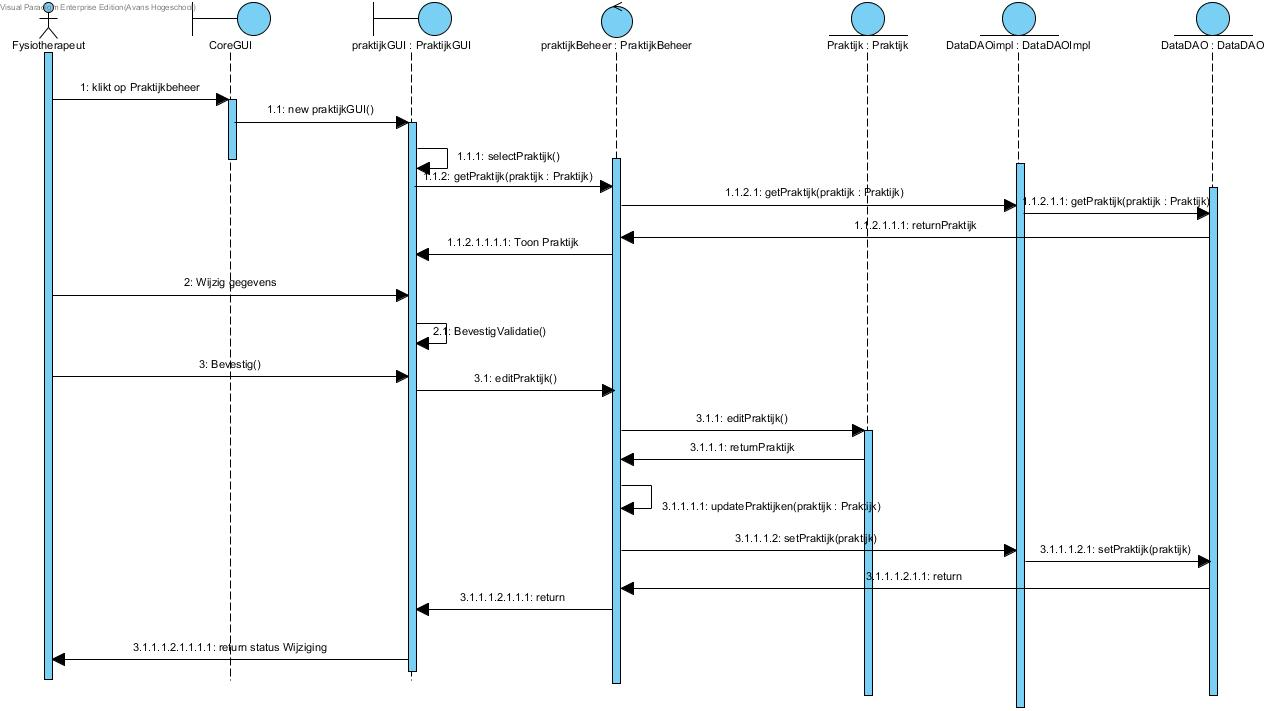 Visual Paradigm Enterprise Edition(Avans Hogeschool)
Fysiotherapeut
CoreGUI
praktijkGUI : PraktijkGUI
praktijkBeheer : PraktijkBeheer
Praktijk : Praktijk
DataDAOimpl : DataDAOImpl
DataDAO : DataDAO
1: klikt op Praktijkbeheer
1.1: new praktijkGUI()
1.1.1: selectPraktijk()
1.1.2: getPraktijk(praktijk : Praktijk)
1.1.2.1: getPraktijk(praktijk : Praktijk)
1.1.2.1.1: getPraktijk(praktijk : Praktijk)
1.1.2.1.1.1: returnPraktijk
1.1.2.1.1.1.1: Toon Praktijk
2: Wijzig gegevens
2.1: BevestigValidatie()
3: Bevestig()
3.1: editPraktijk()
3.1.1: editPraktijk()
3.1.1.1: returnPraktijk
3.1.1.1.1: updatePraktijken(praktijk : Praktijk)
3.1.1.1.2: setPraktijk(praktijk)
3.1.1.1.2.1: setPraktijk(praktijk)
3.1.1.1.2.1.1: return
3.1.1.1.2.1.1.1: return
3.1.1.1.2.1.1.1.1: return status Wijziging